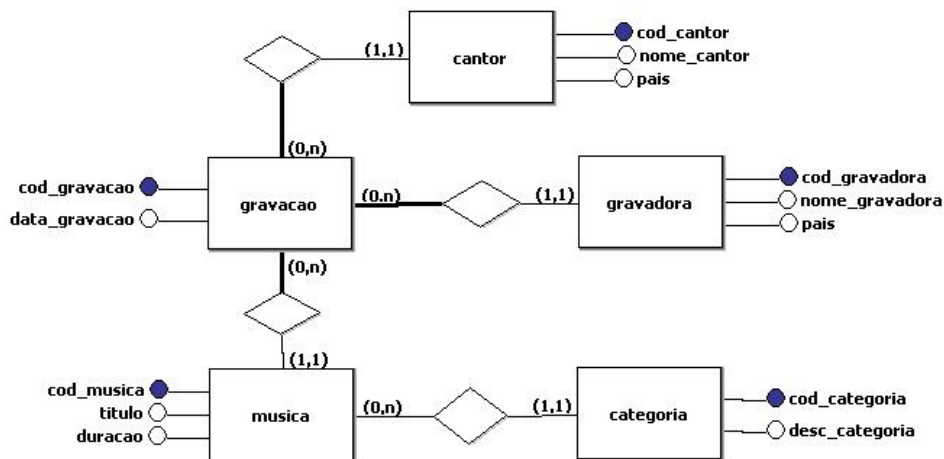 cod_cantor
(1,1)
cantor
nome_cantor
pais
(0,n)
cod_gravacao
gravacao
data_gravacao
(0.n)
(1,1)
gravadora
cod_gravadora
nome_gravadora
pais
(0,n)
(1,1)
cod_musica
titulo
duracao
musica
(0,n)
(1,1)
categoria
cod_categoria
desc_categoria